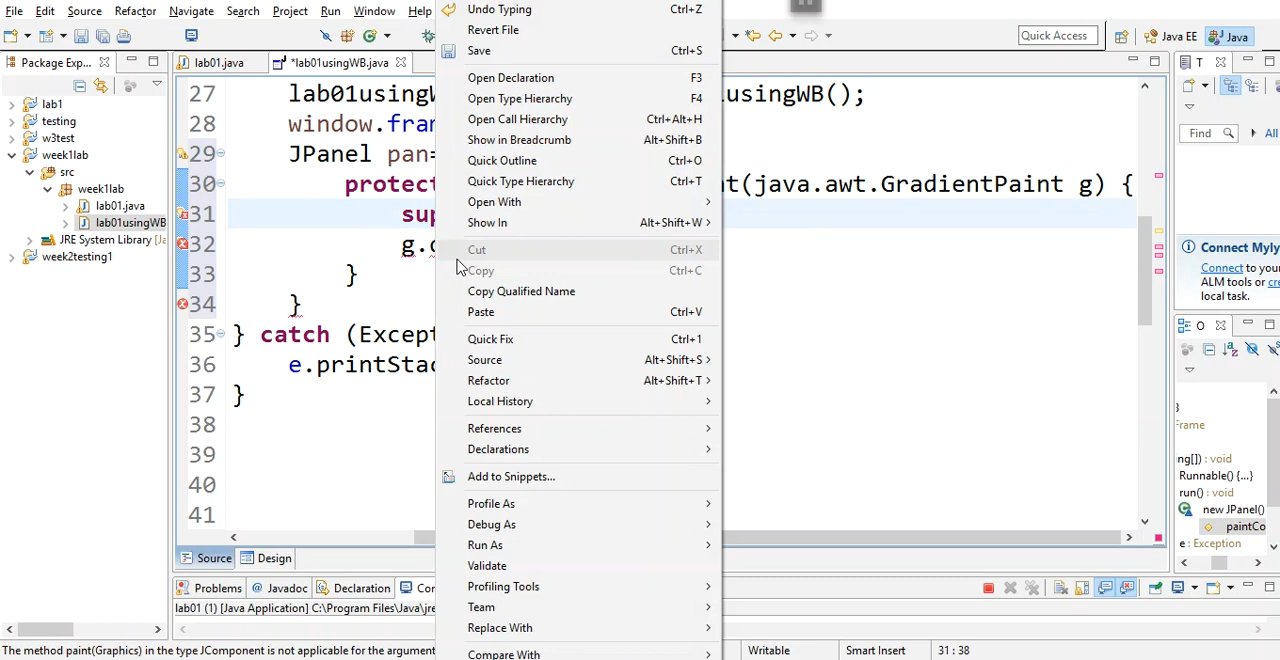 File Edit Source Refactor Navigate Search Project Run Window Help
Quick Access Java EE Java
Package Exp... lab01.java *lab01usingWB.java T
lab1
testing
w3test
week1lab
src
week1lab
lab01.java
lab01usingWB
JRE System Library [Ja
week2testing1
27 lab01usingW usingWB();
28 window.fran
29 JPanel pan=
30 protect t(java.awt.GradientPaint g) {
31 sup
32 g.
33 }
34 }
35 } catch (Except
36 e.printStac
37 }
38
39
40
41
Undo Typing Ctrl+Z
Revert File
Save Ctrl+S
Open Declaration F3
Open Type Hierarchy F4
Open Call Hierarchy Ctrl+Alt+H
Show in Breadcrumb Alt+Shift+B
Quick Outline Ctrl+O
Quick Type Hierarchy Ctrl+T
Open With
Show In Alt+Shift+W
Cut Ctrl+X
Copy Ctrl+C
Copy Qualified Name
Paste Ctrl+V
Quick Fix Ctrl+1
Source Alt+Shift+S
Refactor Alt+Shift+T
Local History
References
Declarations
Add to Snippets...
Profile As
Debug As
Run As
Validate
Profiling Tools
Team
Replace With
Compare With
Find All
Connect Myly
Connect to your
ALM tools or cre
local task.
O
Frame
ing[]) : void
Runnable() {...}
run() : void
new JPanel()
paintCo
e : Exception
Source Design
Problems @ Javadoc Declaration Co
lab01 (1) [Java Application] C:\Program Files\Java\jre
The method paint(Graphics) in the type JComponent is not applicable for the argument Writable Smart Insert 31 : 38